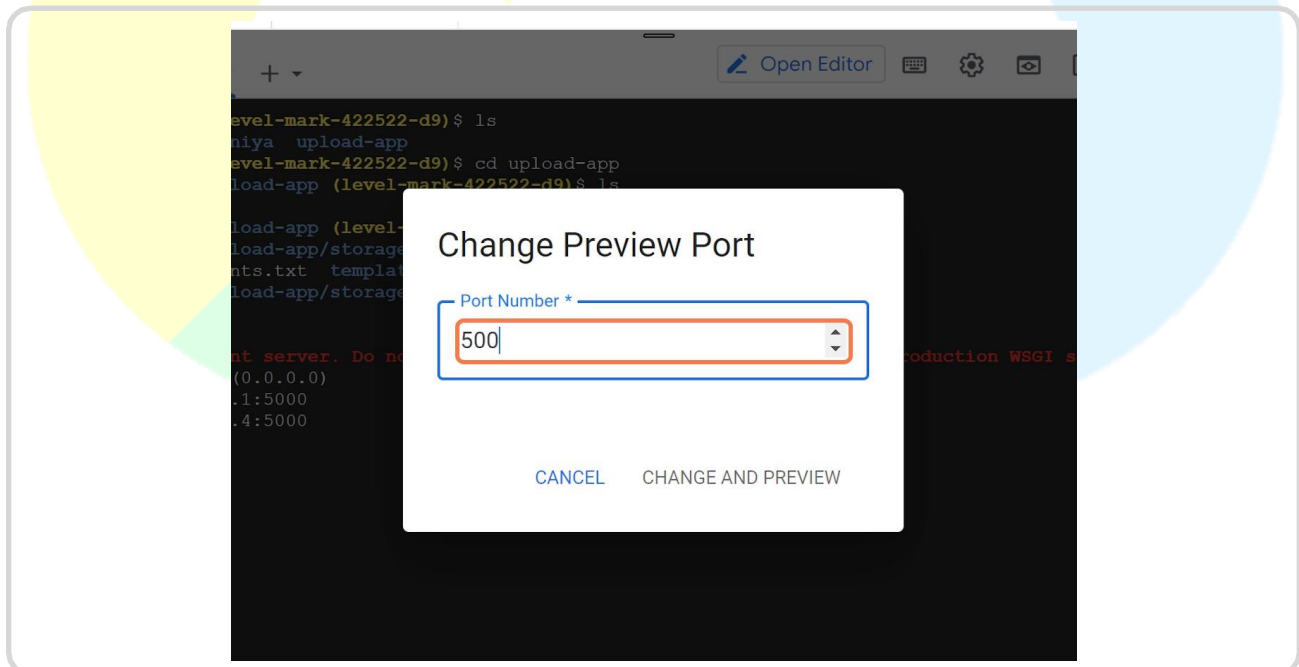 Open Editor
evel-mark-422522-d9)$ ls
niya upload-app
evel-mark-422522-d9)$ cd upload-app
load-app (level-mark-422522-d9)$ ls
load-app (level-
load-app/storage
nts.txt templat
load-app/storage
nt server. Do no
roduction WSGI s
(0.0.0.0)
.1:5000
.4:5000
Change Preview Port
Port Number *
500
CANCEL CHANGE AND PREVIEW